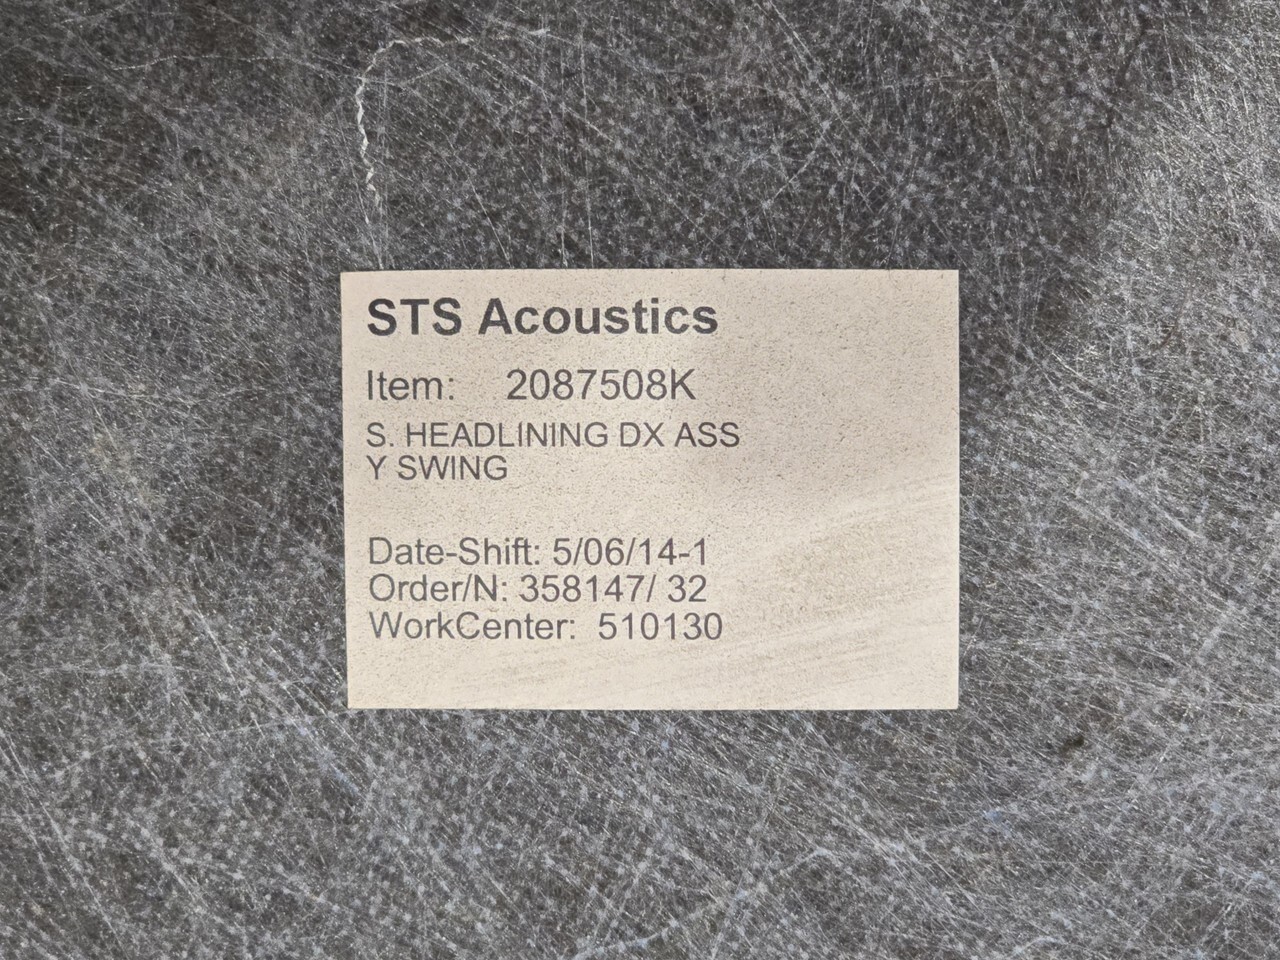 STS Acoustics
Item: 2087508K
S. HEADLINING DX ASS
Y SWING
Date-Shift: 5/06/14-1
Order/N: 358147/ 32
WorkCenter: 510130